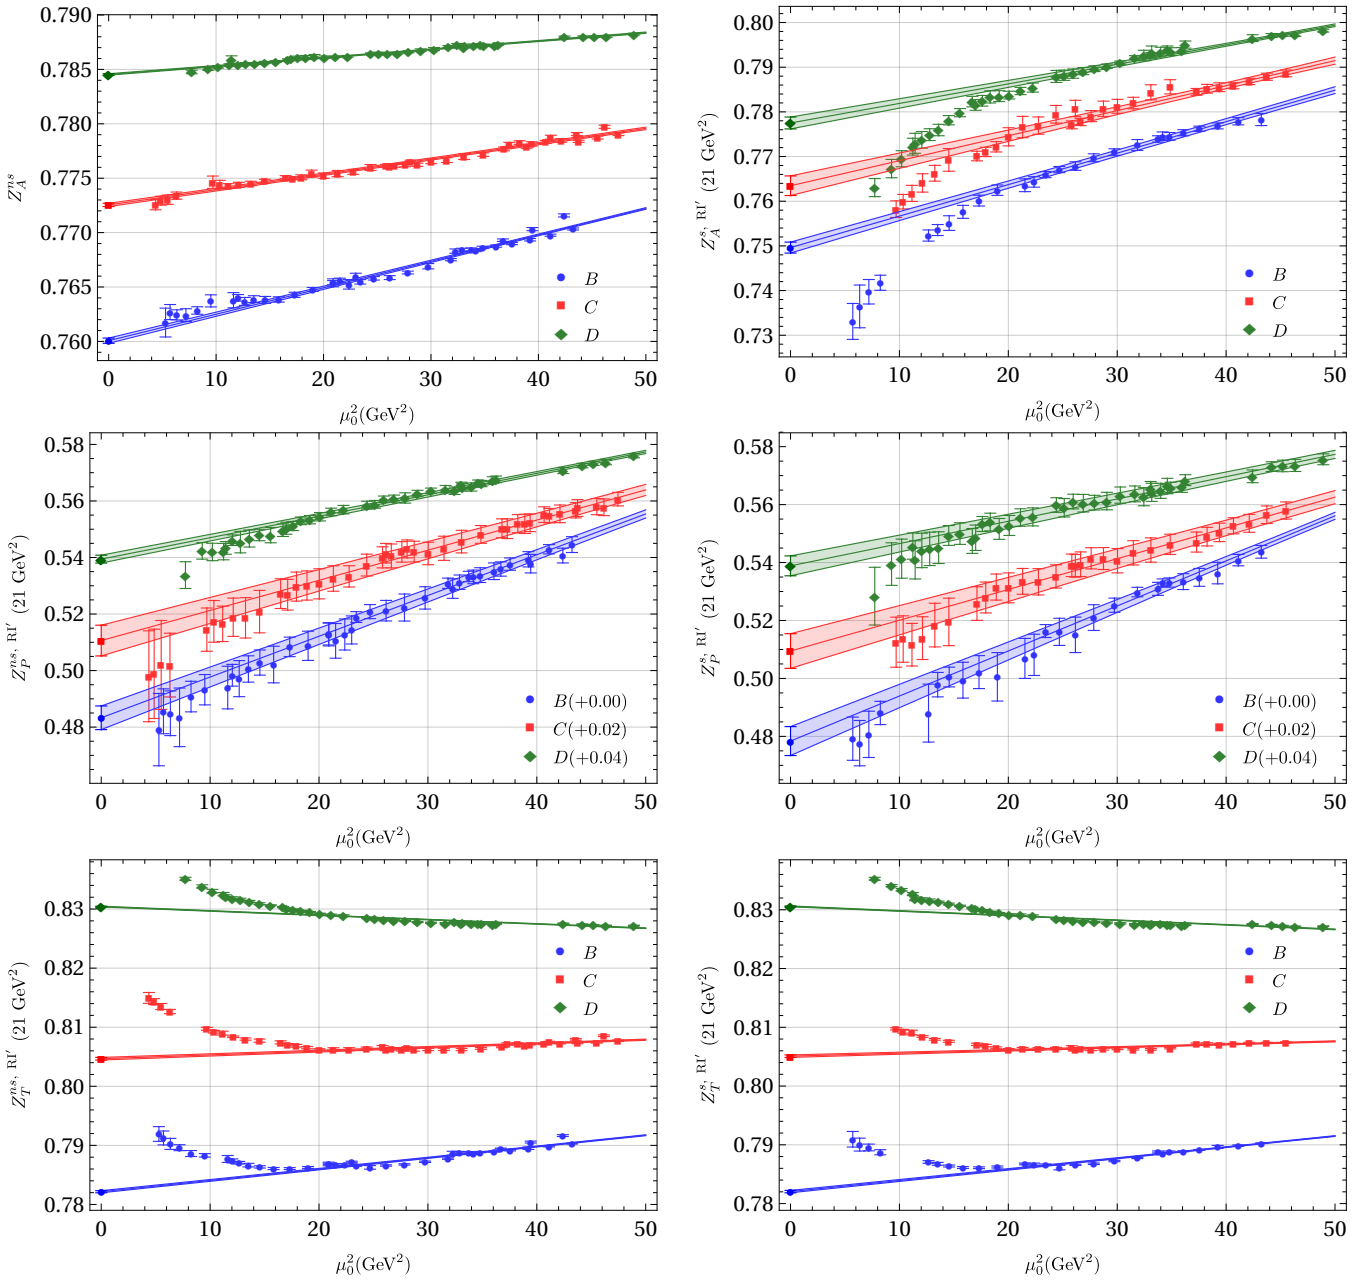 0.790
0.785
0.780
0.775
0.770
0.765
0.760
Z_A^{ns}
B
C
D
0 10 20 30 40 50
μ_0^2(GeV^2)
0.80
0.79
0.78
0.77
0.76
0.75
0.74
0.73
Z_A^{s, RI′} (21 GeV^2)
B
C
D
0 10 20 30 40 50
μ_0^2(GeV^2)
0.58
0.56
0.54
0.52
0.50
0.48
Z_P^{ns, RI′} (21 GeV^2)
B(+0.00)
C(+0.02)
D(+0.04)
0 10 20 30 40 50
μ_0^2(GeV^2)
0.58
0.56
0.54
0.52
0.50
0.48
Z_P^{s, RI′} (21 GeV^2)
B(+0.00)
C(+0.02)
D(+0.04)
0 10 20 30 40 50
μ_0^2(GeV^2)
0.83
0.82
0.81
0.80
0.79
0.78
Z_T^{ns, RI′} (21 GeV^2)
B
C
D
0 10 20 30 40 50
μ_0^2(GeV^2)
0.83
0.82
0.81
0.80
0.79
0.78
Z_T^{s, RI′} (21 GeV^2)
B
C
D
0 10 20 30 40 50
μ_0^2(GeV^2)